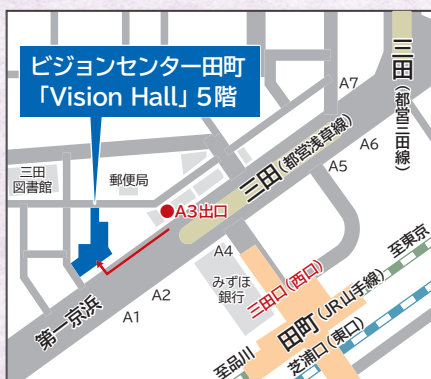 ビジョンセンター田町
「Vision Hall」5階
三田
(都営三田線)
A7
A6
A5
三田(都営浅草線)
三田
図書館
郵便局
A3出口
A4
みずほ
銀行
三田口(西口)
至東京
田町(JR山手線)
芝浦口(東口)
至品川
A2
A1
第一京浜